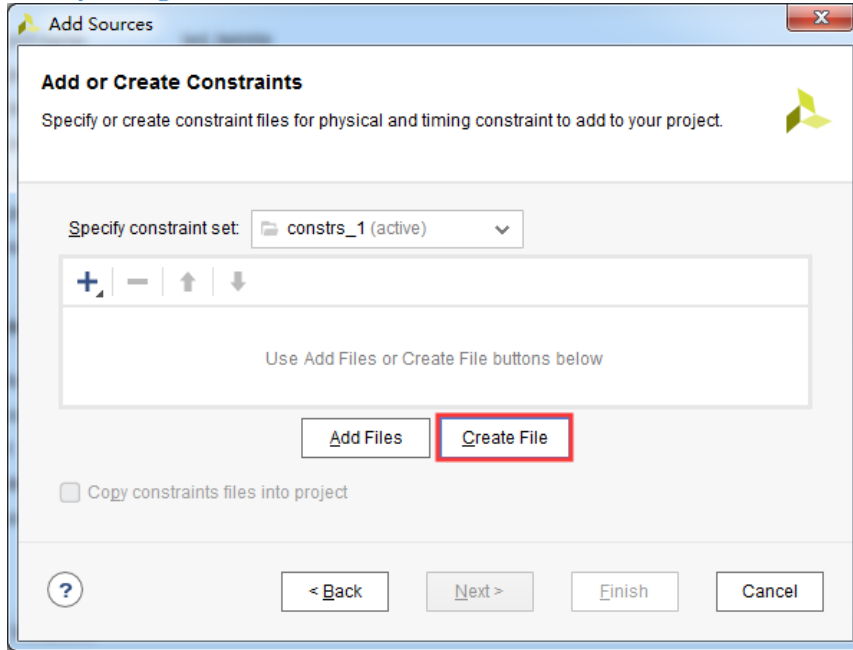 Add Sources
Add or Create Constraints
Specify or create constraint files for physical and timing constraint to add to your project.
Specify constraint set: constrs_1 (active)
Use Add Files or Create File buttons below
Add Files Create File
Copy constraints files into project
? < Back Next > Finish Cancel